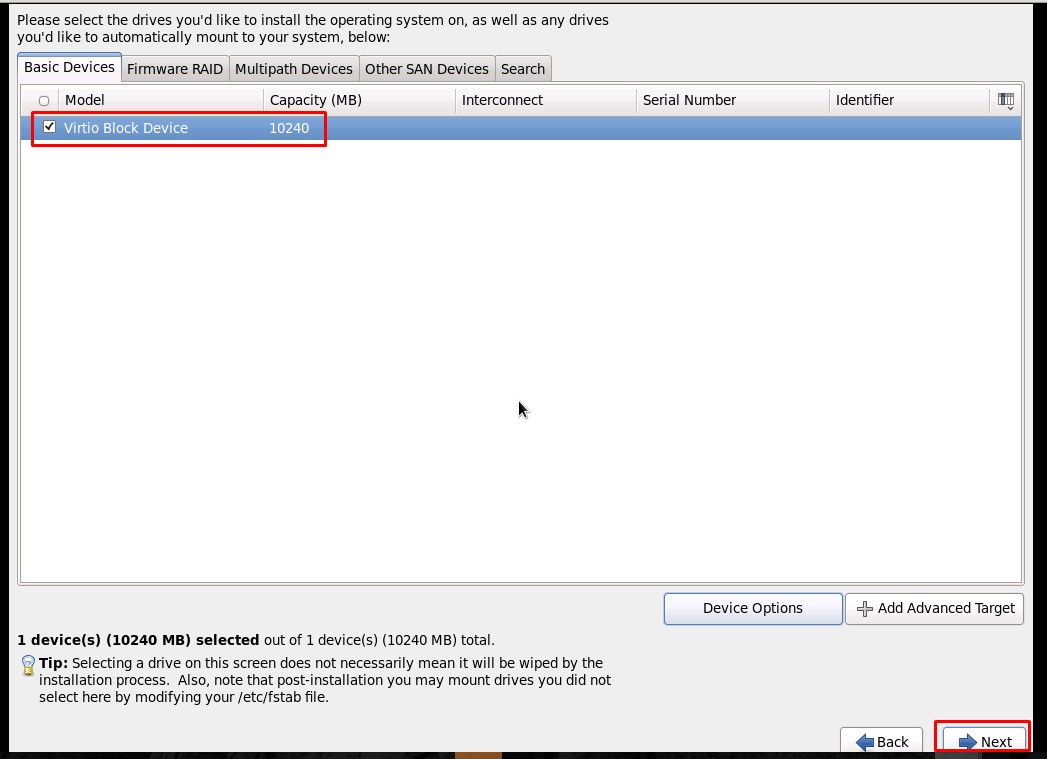 Please select the drives you'd like to install the operating system on, as well as any drives
you'd like to automatically mount to your system, below:
Basic Devices Firmware RAID Multipath Devices Other SAN Devices Search
Model Capacity (MB) Interconnect Serial Number Identifier
Virtio Block Device 10240
Device Options Add Advanced Target
1 device(s) (10240 MB) selected out of 1 device(s) (10240 MB) total.
Tip: Selecting a drive on this screen does not necessarily mean it will be wiped by the
installation process. Also, note that post-installation you may mount drives you did not
select here by modifying your /etc/fstab file.
Back Next